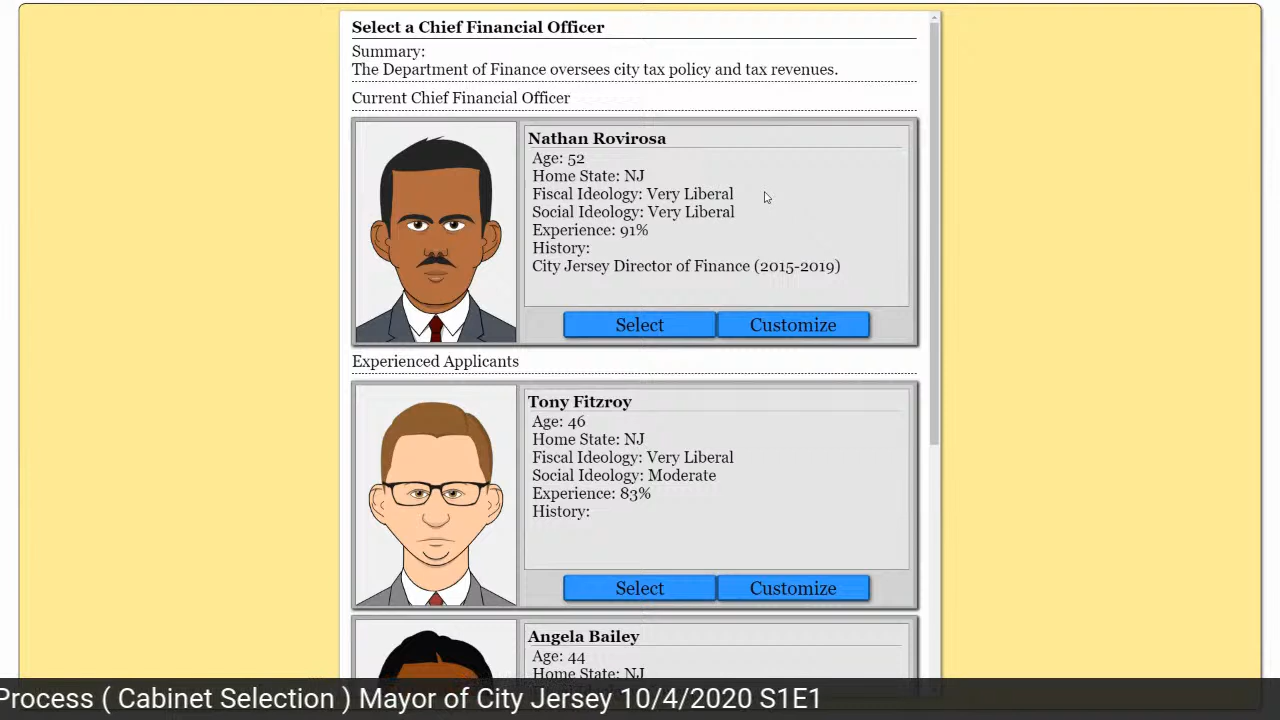 Select a Chief Financial Officer
Summary:
The Department of Finance oversees city tax policy and tax revenues.
Current Chief Financial Officer
Nathan Rovirosa
Age: 52
Home State: NJ
Fiscal Ideology: Very Liberal
Social Ideology: Very Liberal
Experience: 91%
History:
City Jersey Director of Finance (2015-2019)
Select Customize
Experienced Applicants
Tony Fitzroy
Age: 46
Home State: NJ
Fiscal Ideology: Very Liberal
Social Ideology: Moderate
Experience: 83%
History:
Select Customize
Angela Bailey
Age: 44
Home State: NJ
Process ( Cabinet Selection ) Mayor of City Jersey 10/4/2020 S1E1